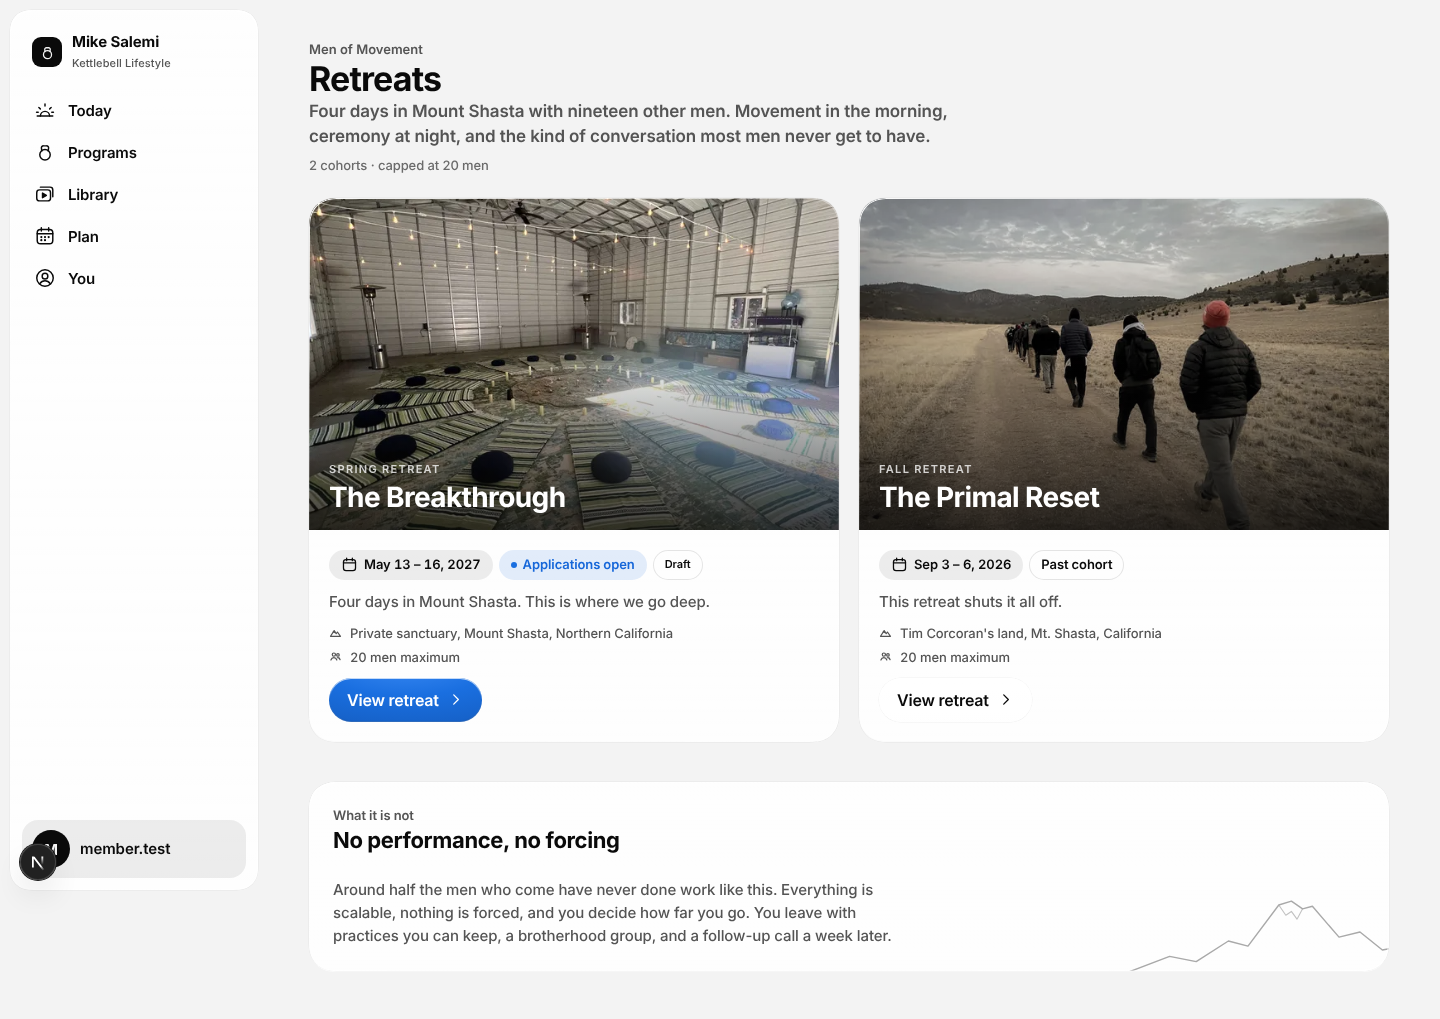 Mike Salemi
Kettlebell Lifestyle
Today
Programs
Library
Plan
You
member.test
N
Men of Movement
Retreats
Four days in Mount Shasta with nineteen other men. Movement in the morning,
ceremony at night, and the kind of conversation most men never get to have.
2 cohorts · capped at 20 men
SPRING RETREAT
The Breakthrough
May 13 – 16, 2027
Applications open
Draft
Four days in Mount Shasta. This is where we go deep.
Private sanctuary, Mount Shasta, Northern California
20 men maximum
View retreat
FALL RETREAT
The Primal Reset
Sep 3 – 6, 2026
Past cohort
This retreat shuts it all off.
Tim Corcoran's land, Mt. Shasta, California
20 men maximum
View retreat
What it is not
No performance, no forcing
Around half the men who come have never done work like this. Everything is
scalable, nothing is forced, and you decide how far you go. You leave with
practices you can keep, a brotherhood group, and a follow-up call a week later.